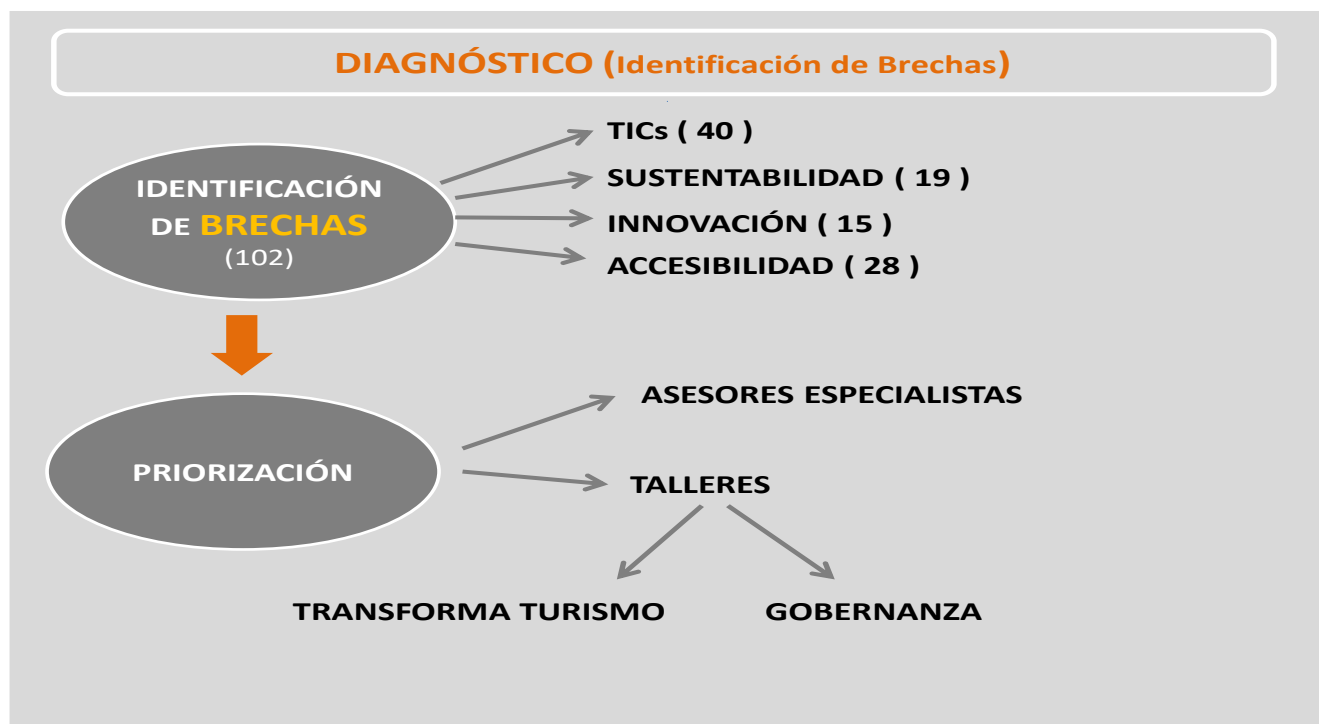 DIAGNÓSTICO (Identificación de Brechas)
IDENTIFICACIÓN
DE BRECHAS
(102)
TICs ( 40 )
SUSTENTABILIDAD ( 19 )
INNOVACIÓN ( 15 )
ACCESIBILIDAD ( 28 )
PRIORIZACIÓN
ASESORES ESPECIALISTAS
TALLERES
TRANSFORMA TURISMO
GOBERNANZA